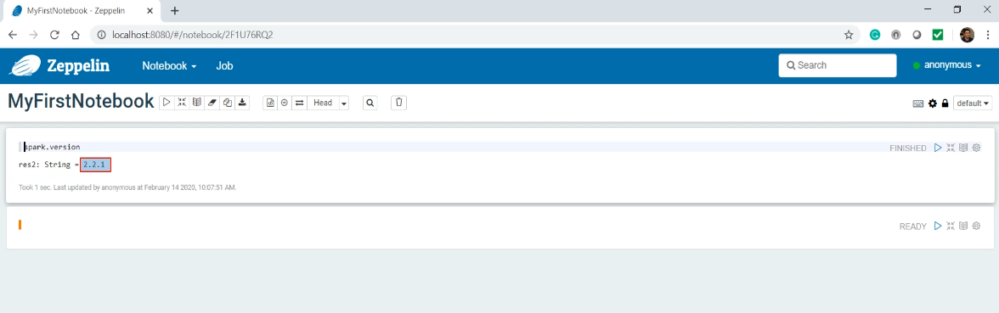 MyFirstNotebook - Zeppelin
localhost:8080/#/notebook/2F1U76RQ2
Zeppelin Notebook Job Search anonymous
MyFirstNotebook Head default
spark.version FINISHED
res2: String = 2.2.1
Took 1 sec. Last updated by anonymous at February 14 2020, 10:07:51 AM.
READY